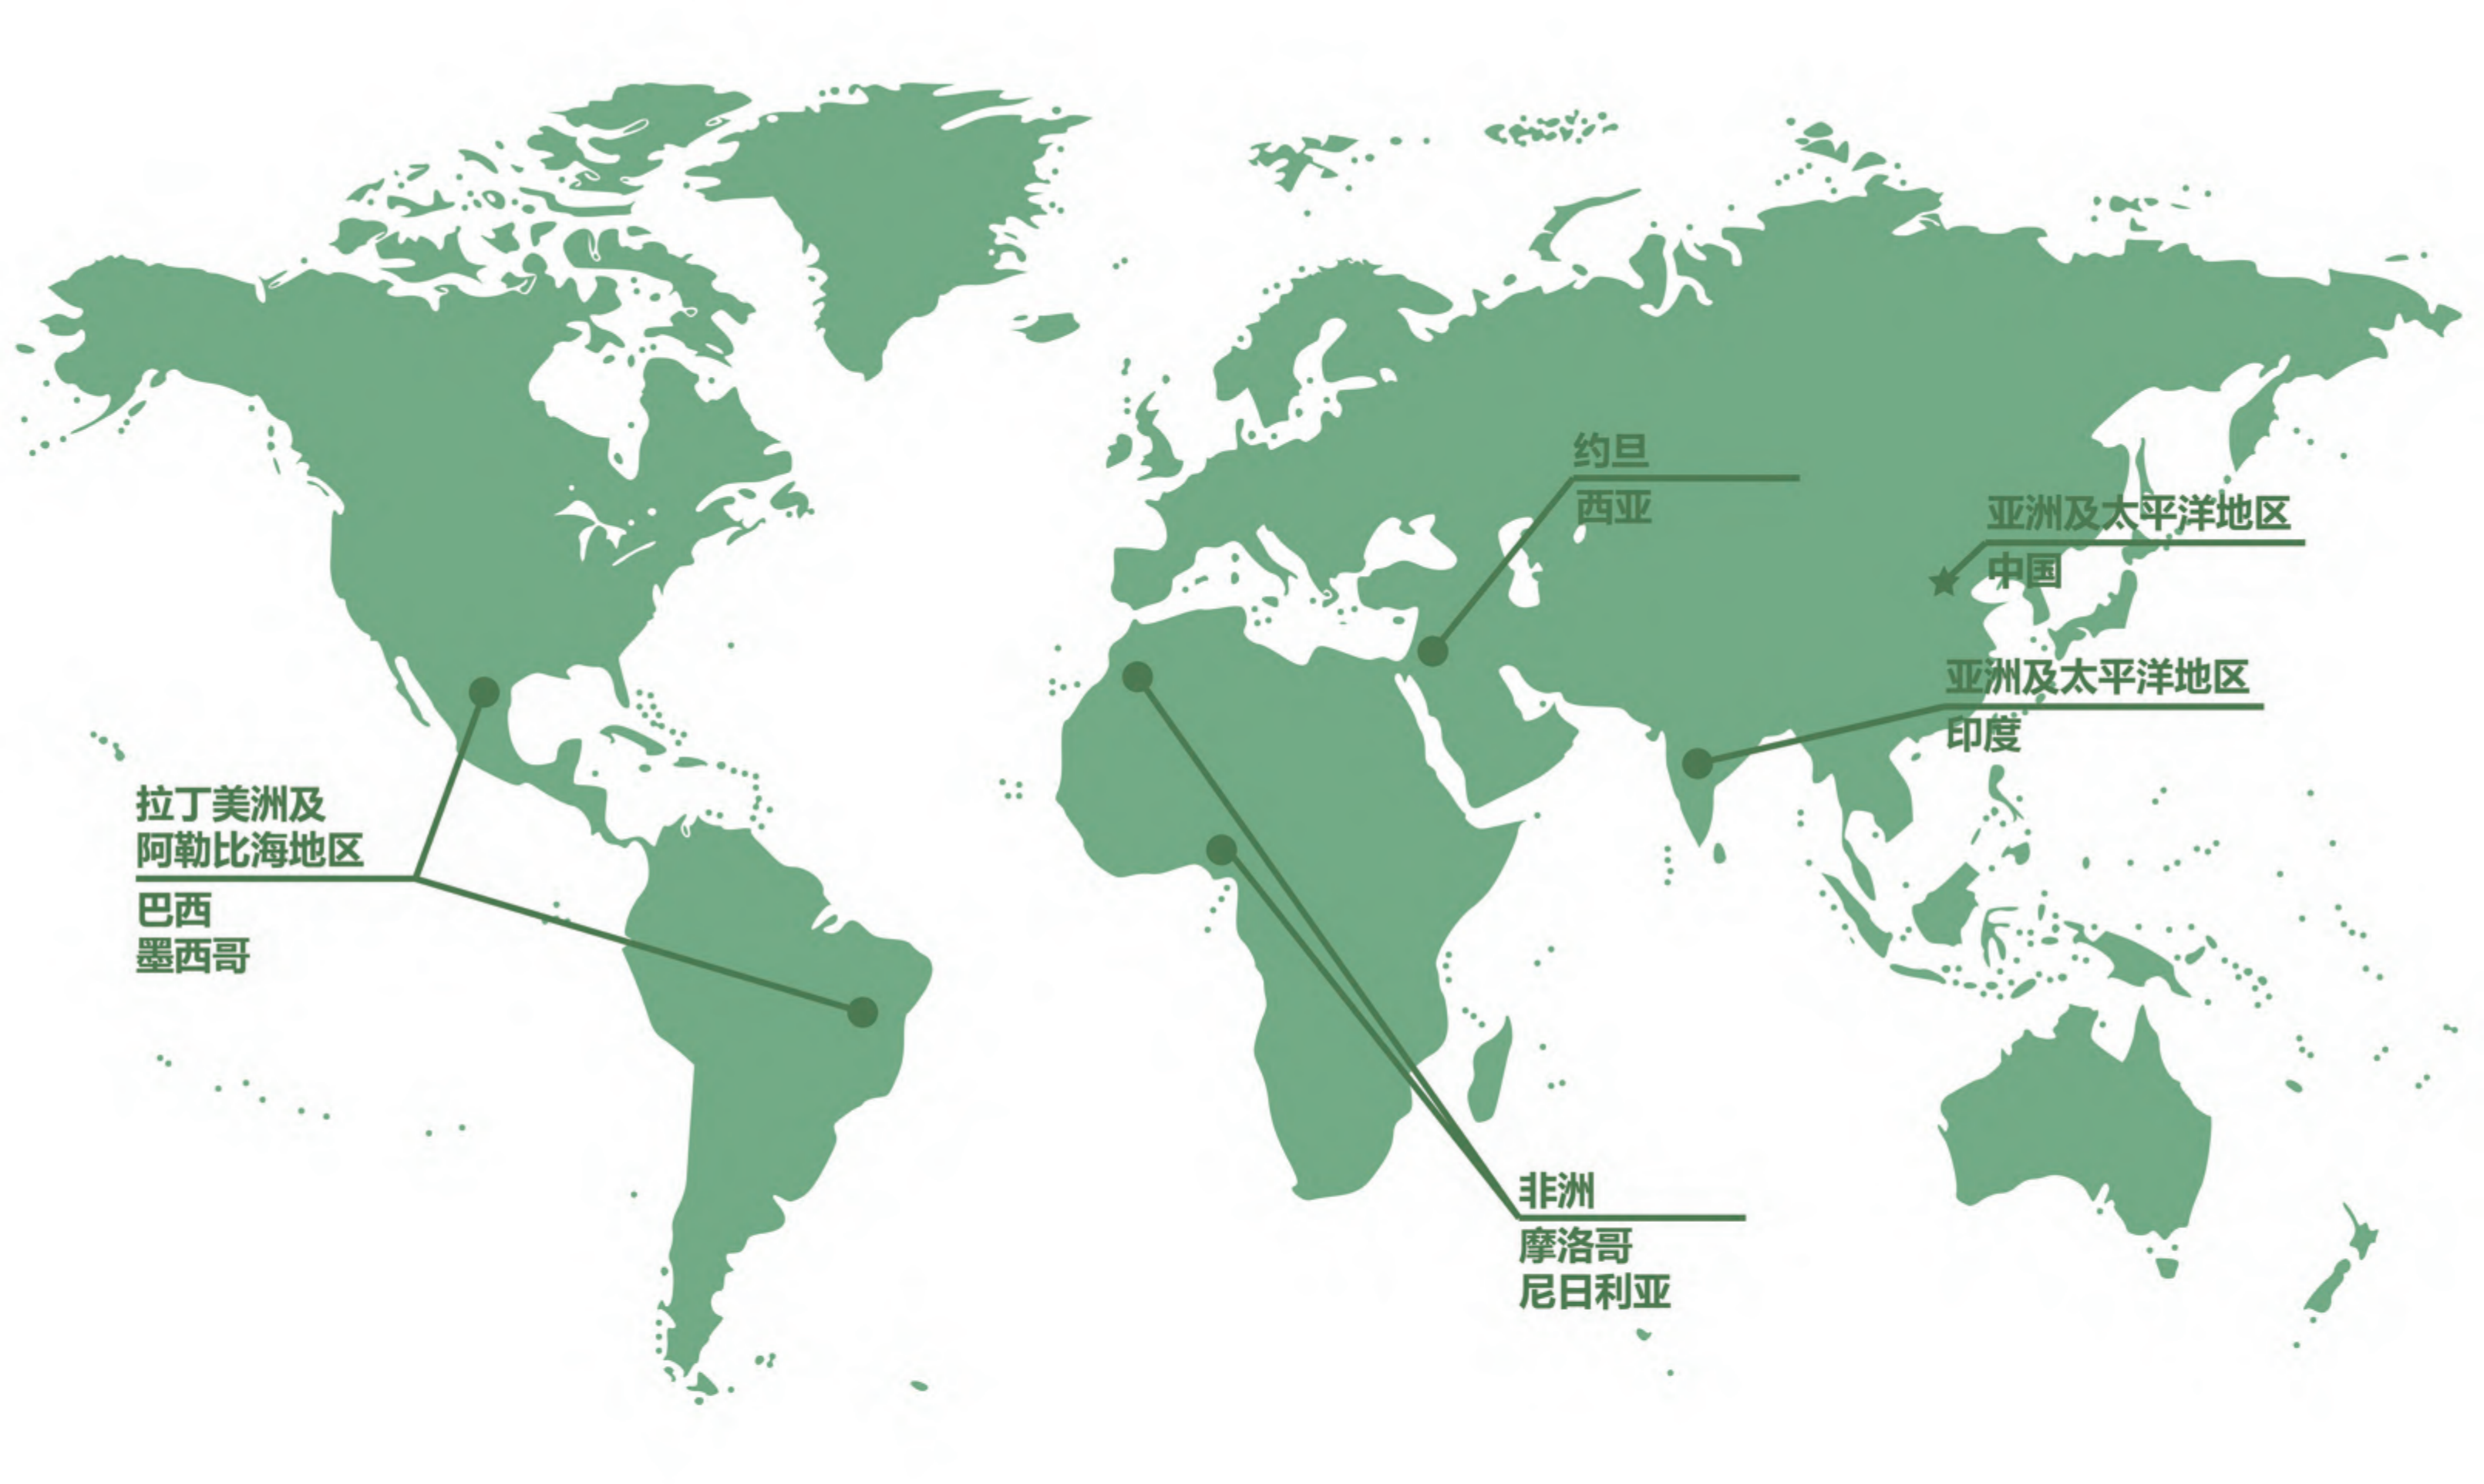 约旦
西亚
亚洲及太平洋地区
中国
亚洲及太平洋地区
印度
拉丁美洲及
阿勒比海地区
巴西
墨西哥
非洲
摩洛哥
尼日利亚